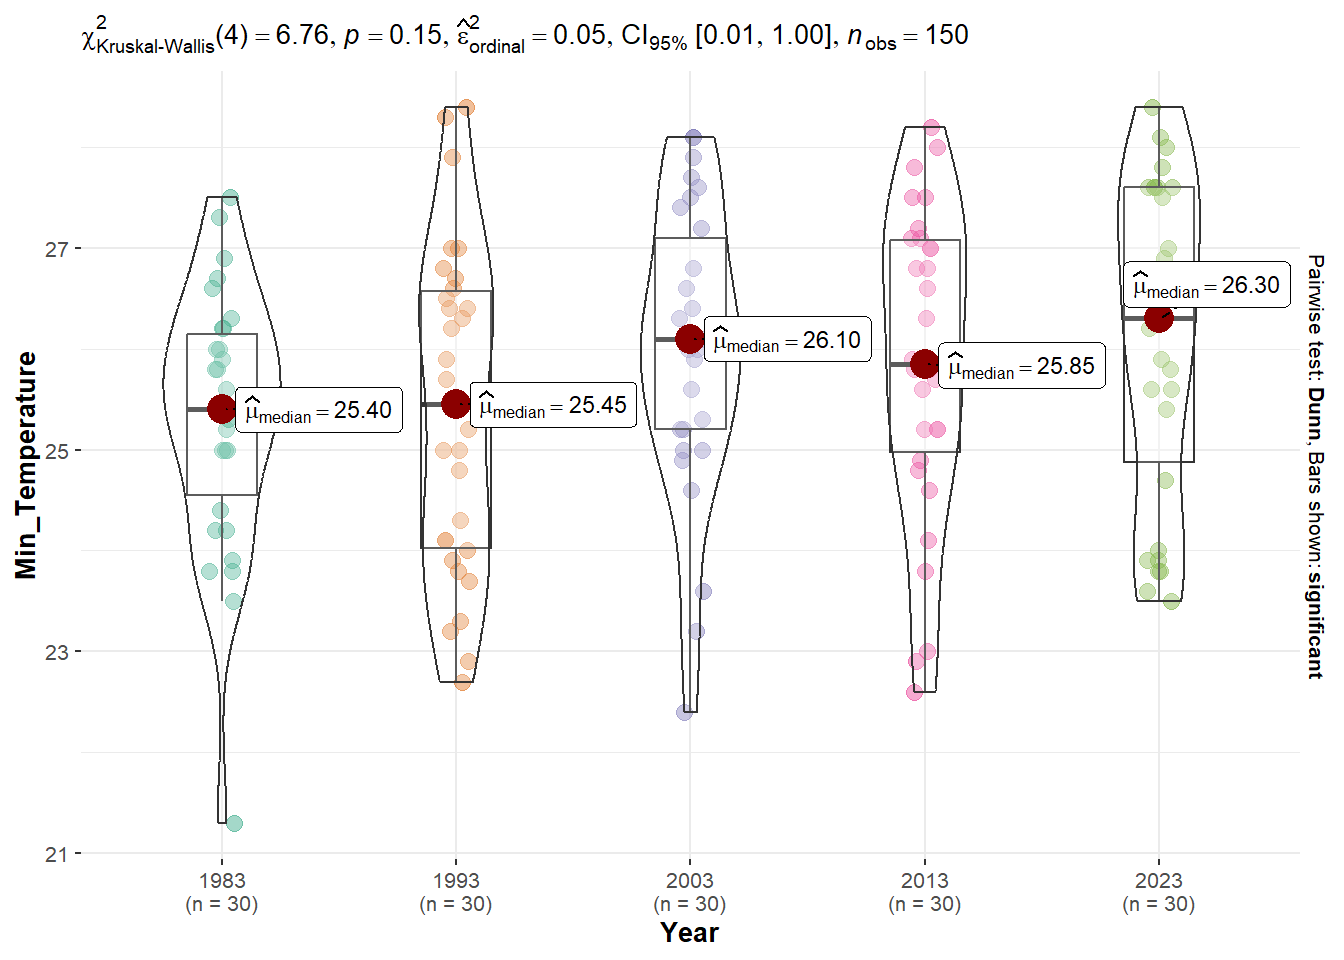 χ²Kruskal-Wallis(4) = 6.76, p = 0.15, ε̂²ordinal = 0.05, CI95% [0.01, 1.00], nobs = 150
27
25
23
21
Min_Temperature
μ̂median = 25.40
μ̂median = 25.45
μ̂median = 26.10
μ̂median = 25.85
μ̂median = 26.30
Pairwise test: Dunn, Bars shown: significant
1983
(n = 30)
1993
(n = 30)
2003
(n = 30)
2013
(n = 30)
2023
(n = 30)
Year